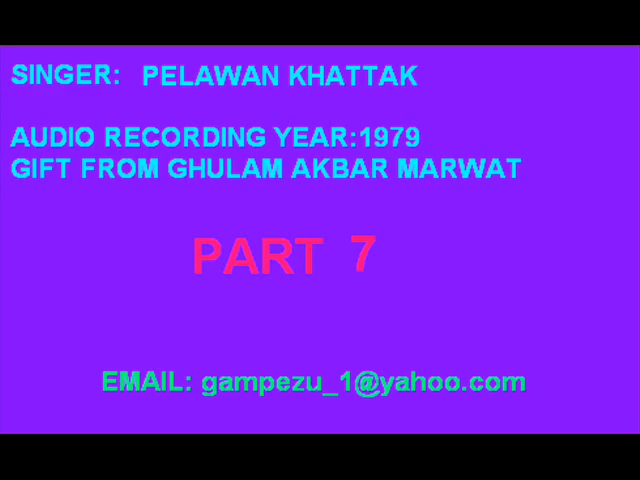 SINGER: PELAWAN KHATTAK
AUDIO RECORDING YEAR:1979
GIFT FROM GHULAM AKBAR MARWAT
PART 7
EMAIL: gampezu_1@yahoo.com